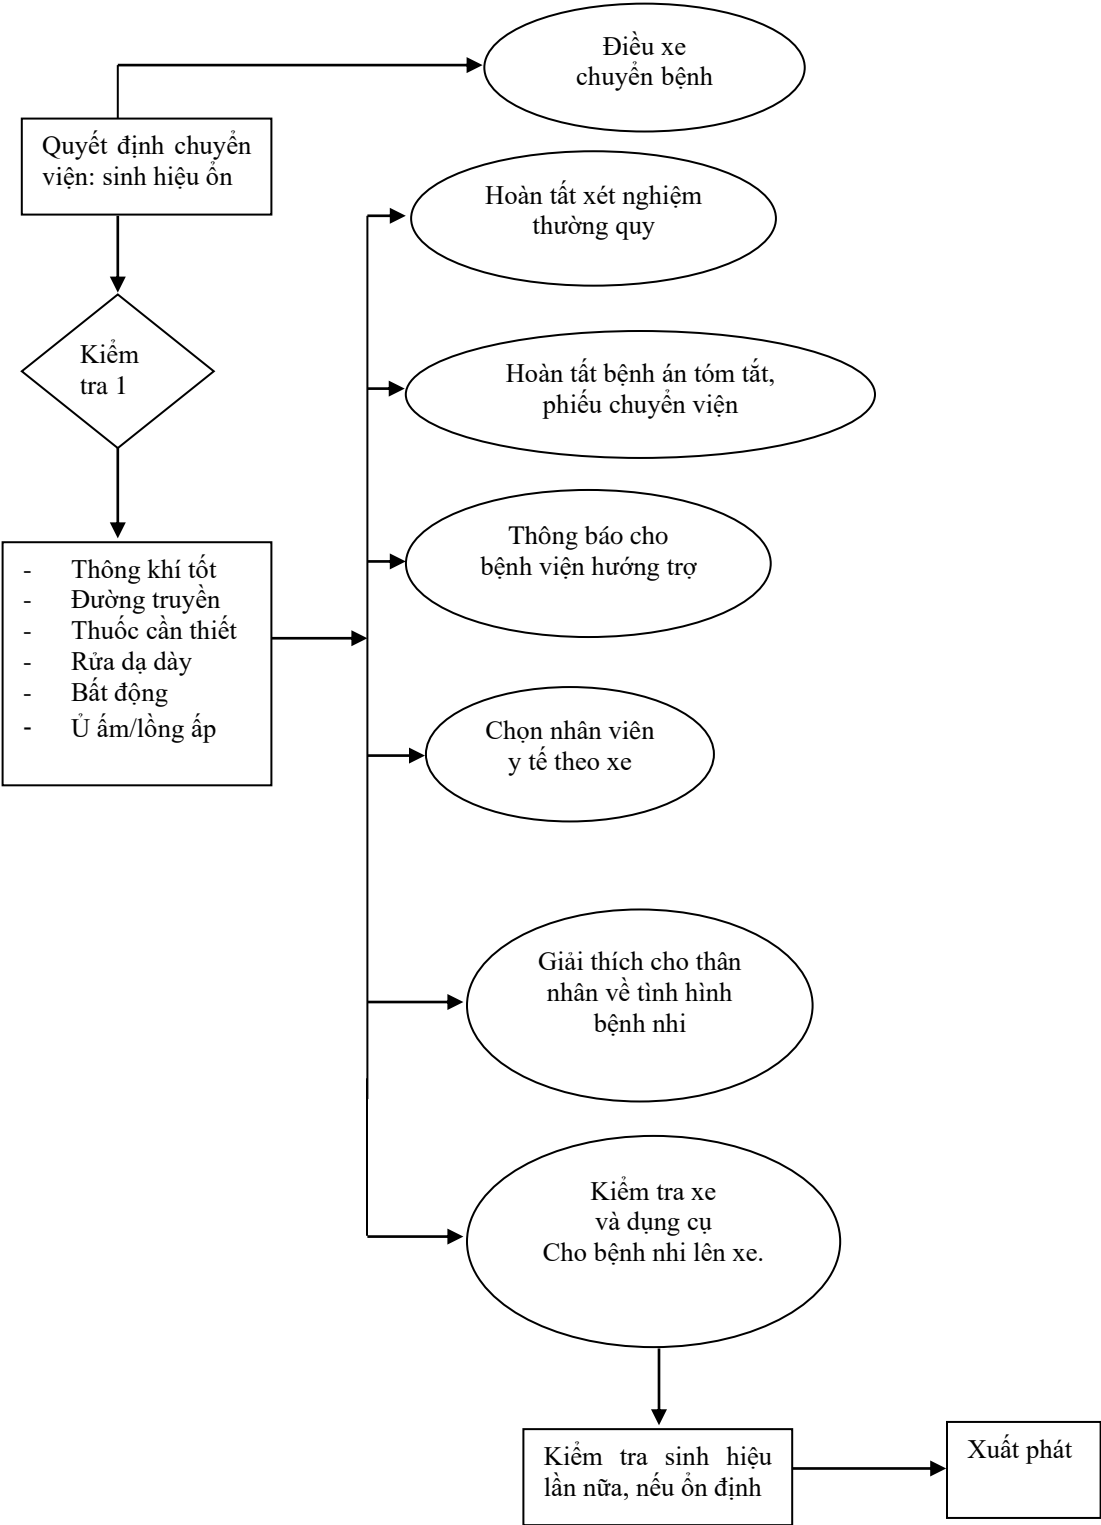 Điều xe
chuyển bệnh
Quyết định chuyển
viện: sinh hiệu ổn
Hoàn tất xét nghiệm
thường quy
Kiểm
tra 1
Hoàn tất bệnh án tóm tắt,
phiếu chuyển viện
Thông báo cho
bệnh viện hướng trợ
- Thông khí tốt
- Đường truyền
- Thuốc cần thiết
- Rửa dạ dày
- Bất động
- Ủ ấm/lồng ấp
Chọn nhân viên
y tế theo xe
Giải thích cho thân
nhân về tình hình
bệnh nhi
Kiểm tra xe
và dụng cụ
Cho bệnh nhi lên xe.
Kiểm tra sinh hiệu
lần nữa, nếu ổn định
Xuất phát